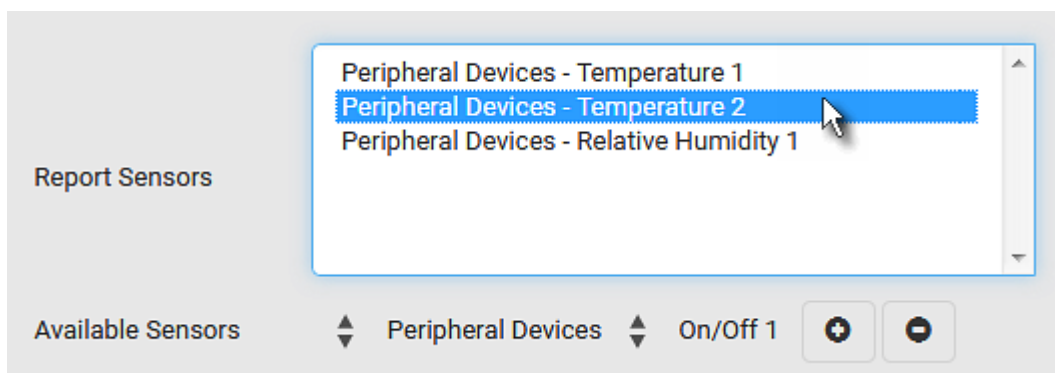 Peripheral Devices - Temperature 1
Peripheral Devices - Temperature 2
Peripheral Devices - Relative Humidity 1
Report Sensors
Available Sensors Peripheral Devices On/Off 1